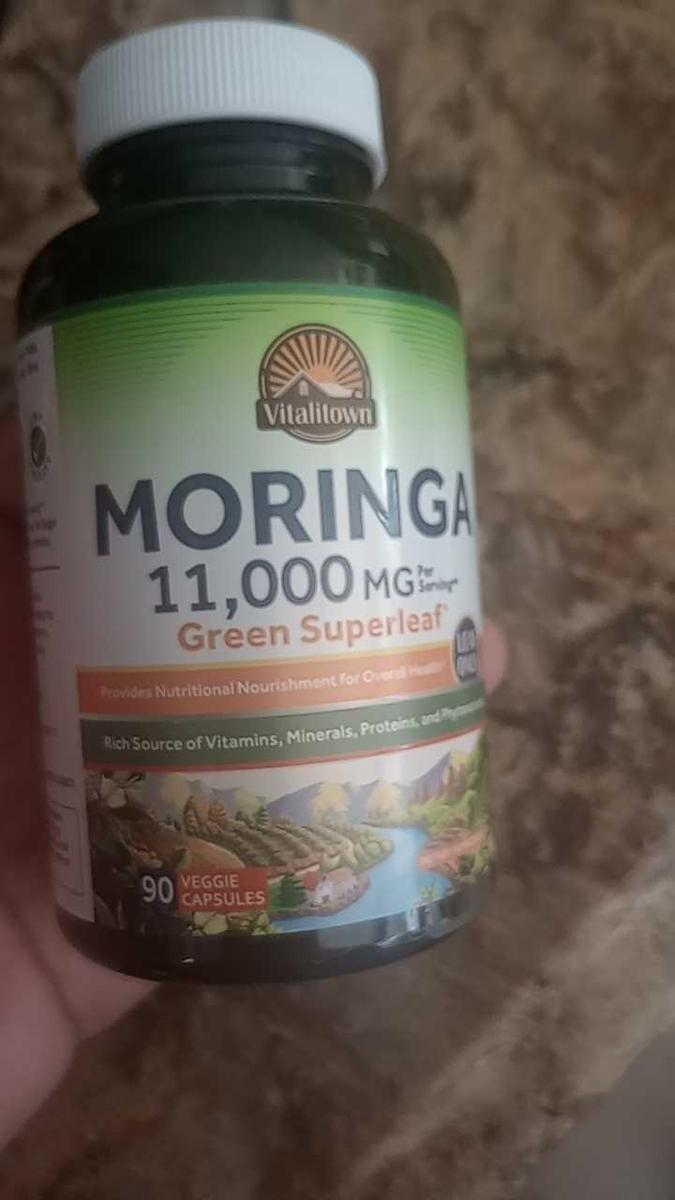 Vitalitown
MORINGA
11,000 MG Per
Serving**
Green Superleaf*
Provides Nutritional Nourishment for Overall Health*
Rich Source of Vitamins, Minerals, Proteins, and
90 VEGGIE
CAPSULES